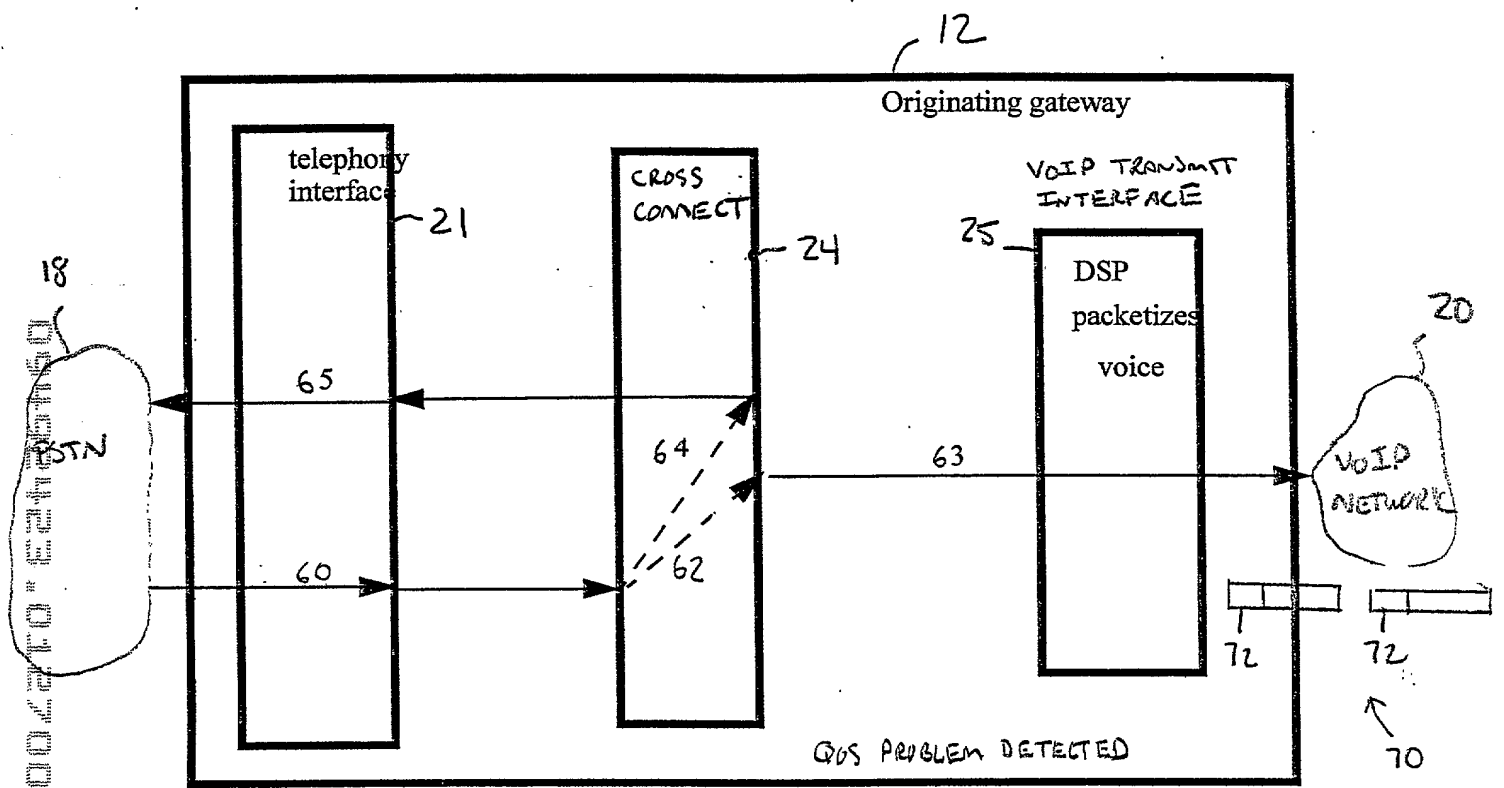 12
Originating gateway
telephony
interface
21
CROSS
CONNECT
24
VOIP TRANSMIT
INTERFACE
25
DSP
packetizes
voice
18
PSTN
20
VOIP
NETWORK
65
64
63
62
60
72
72
70
QOS PROBLEM DETECTED